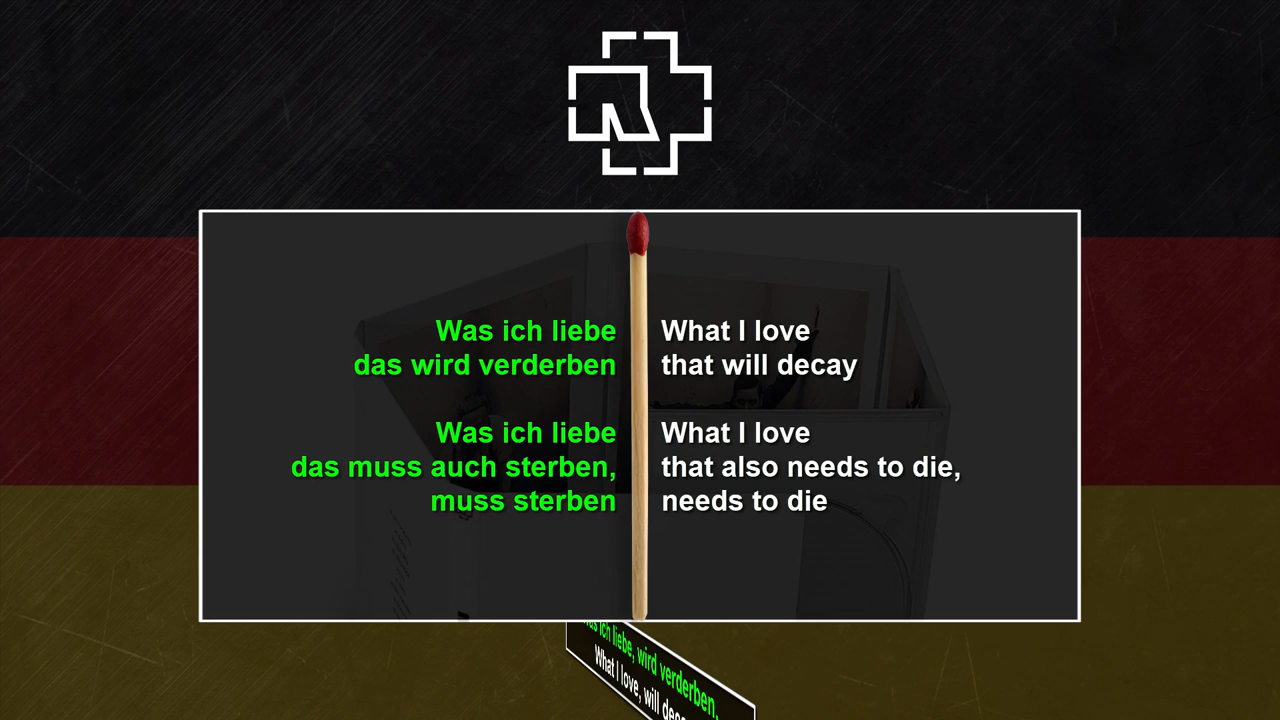 Was ich liebe
das wird verderben
Was ich liebe
das muss auch sterben,
muss sterben
What I love
that will decay
What I love
that also needs to die,
needs to die
ich liebe, wird verderben.
What I love, will